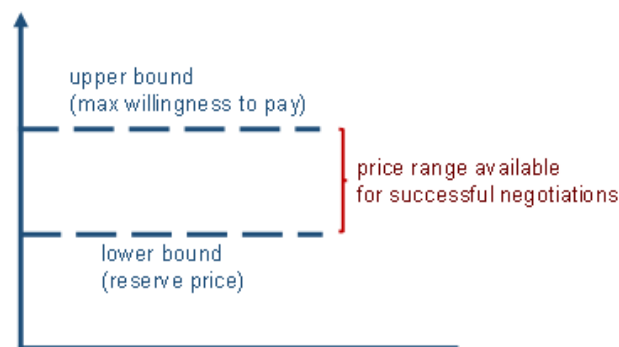 upper bound
(max willingness to pay)
price range available
for successful negotiations
lower bound
(reserve price)